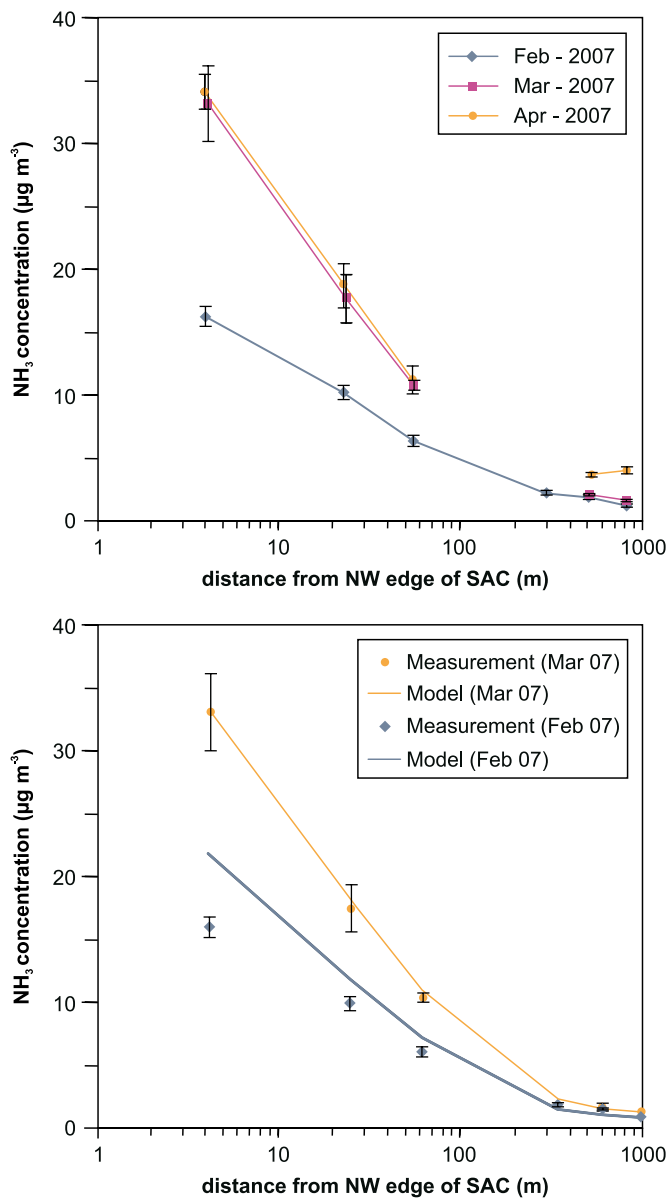 40
30
20
10
0
NH₃ concentration (µg m⁻³)
Feb - 2007
Mar - 2007
Apr - 2007
1
10
100
1000
distance from NW edge of SAC (m)
40
30
20
10
0
NH₃ concentration (µg m⁻³)
Measurement (Mar 07)
Model (Mar 07)
Measurement (Feb 07)
Model (Feb 07)
1
10
100
1000
distance from NW edge of SAC (m)